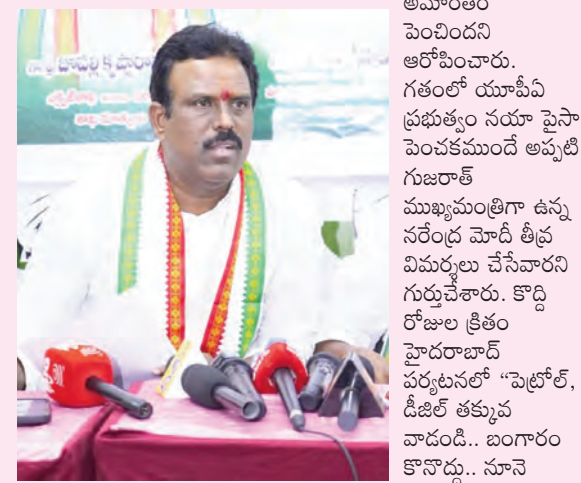 అమాంతం
పెంచిందని
ఆరోపించారు.
గతంలో యూపీఏ
ప్రభుత్వం నయా పైసా
పెంచకముందే అప్పటి
గుజరాత్
ముఖ్యమంత్రిగా ఉన్న
నరేంద్ర మోదీ తీవ్ర
విమర్శలు చేసేవారని
గుర్తుచేశారు. కొద్ది
రోజుల క్రితం
హైదరాబాద్
పర్యటనలో “పెట్రోల్,
డీజిల్ తక్కువ
వాడండి.. బంగారం
కొనొద్దు.. నూనె